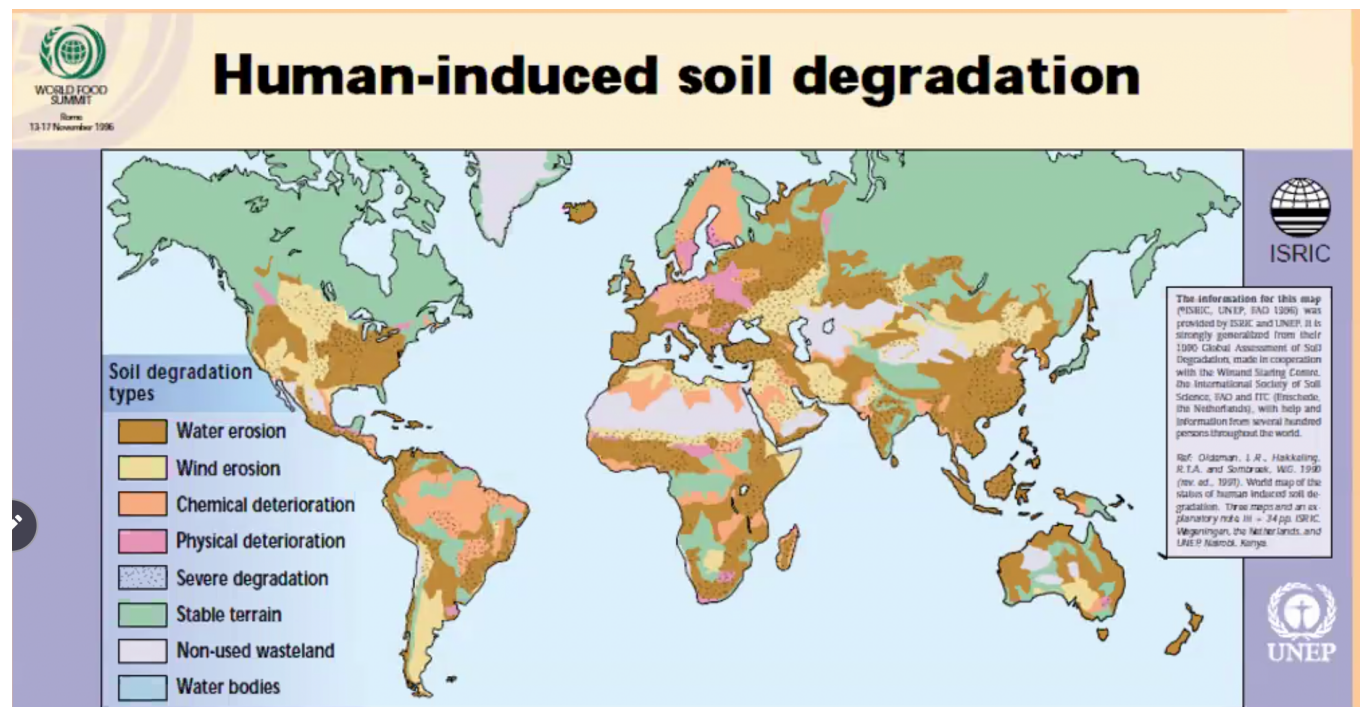 WORLD FOOD
SUMMIT
Rome
13-17 November 1996
Human-induced soil degradation
ISRIC
The information for this map
(©ISRIC, UNEP, FAO 1996) was
provided by ISRIC and UNEP. It is
strongly generalized from their
1990 Global Assessment of Soil
Degradation, made in cooperation
with the Winand Staring Centre,
the International Society of Soil
Science, FAO and ITC (Enschede,
the Netherlands), with help and
information from several hundred
persons throughout the world.
Ref: Oldeman, L.R., Hakkeling,
R.T.A. and Sombroek, W.G. 1990
(rev. ed., 1991). World map of the
status of human induced soil de-
gradation. Three maps and an ex-
planatory note. iii + 34 pp. ISRIC,
Wageningen, the Netherlands, and
UNEP, Nairobi, Kenya.
Soil degradation
types
Water erosion
Wind erosion
Chemical deterioration
Physical deterioration
Severe degradation
Stable terrain
Non-used wasteland
Water bodies
UNEP